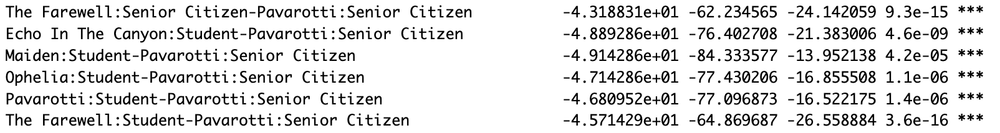 The Farewell:Senior Citizen-Pavarotti:Senior Citizen -4.318831e+01 -62.234565 -24.142059 9.3e-15 ***
Echo In The Canyon:Student-Pavarotti:Senior Citizen -4.889286e+01 -76.402708 -21.383006 4.6e-09 ***
Maiden:Student-Pavarotti:Senior Citizen -4.914286e+01 -84.333577 -13.952138 4.2e-05 ***
Ophelia:Student-Pavarotti:Senior Citizen -4.714286e+01 -77.430206 -16.855508 1.1e-06 ***
Pavarotti:Student-Pavarotti:Senior Citizen -4.680952e+01 -77.096873 -16.522175 1.4e-06 ***
The Farewell:Student-Pavarotti:Senior Citizen -4.571429e+01 -64.869687 -26.558884 3.6e-16 ***